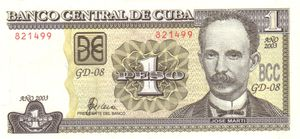 BANCO CENTRAL DE CUBA
1
821499
821499
AÑO
2003
GD-08
1
PESO
BCC
AÑO 2003
GD-08
PRESIDENTE DEL BANCO
JOSE MARTI